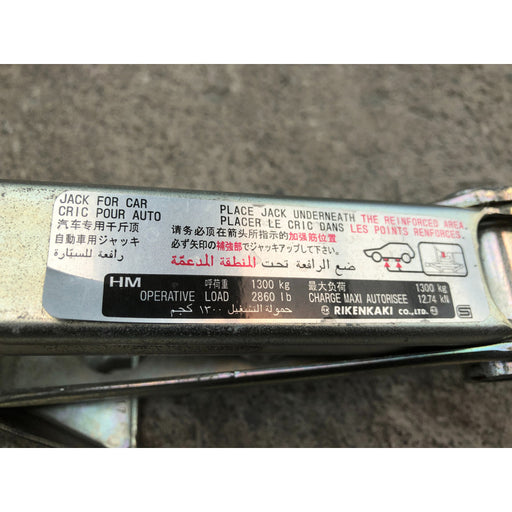 JACK FOR CAR
CRIC POUR AUTO
汽车专用千斤顶
自動車用ジャッキ
رافعة للسيّارة
PLACE JACK UNDERNEATH THE REINFORCED AREA.
PLACER LE CRIC DANS LES POINTS RENFORCES.
请务必须在箭头所指示的加强筋位置
必ず矢印の補強部でジャッキアップして下さい。
ضع الرافعة تحت المنطقة المدعمّة
HM
呼荷重 1300 kg
OPERATIVE LOAD 2860 lb
حمولة التشغيل ١٣٠٠ كجم
最大负荷 1300 kg
CHARGE MAXI AUTORISEE 12.74 kN
RIKENKAKI CO.,LTD.
S